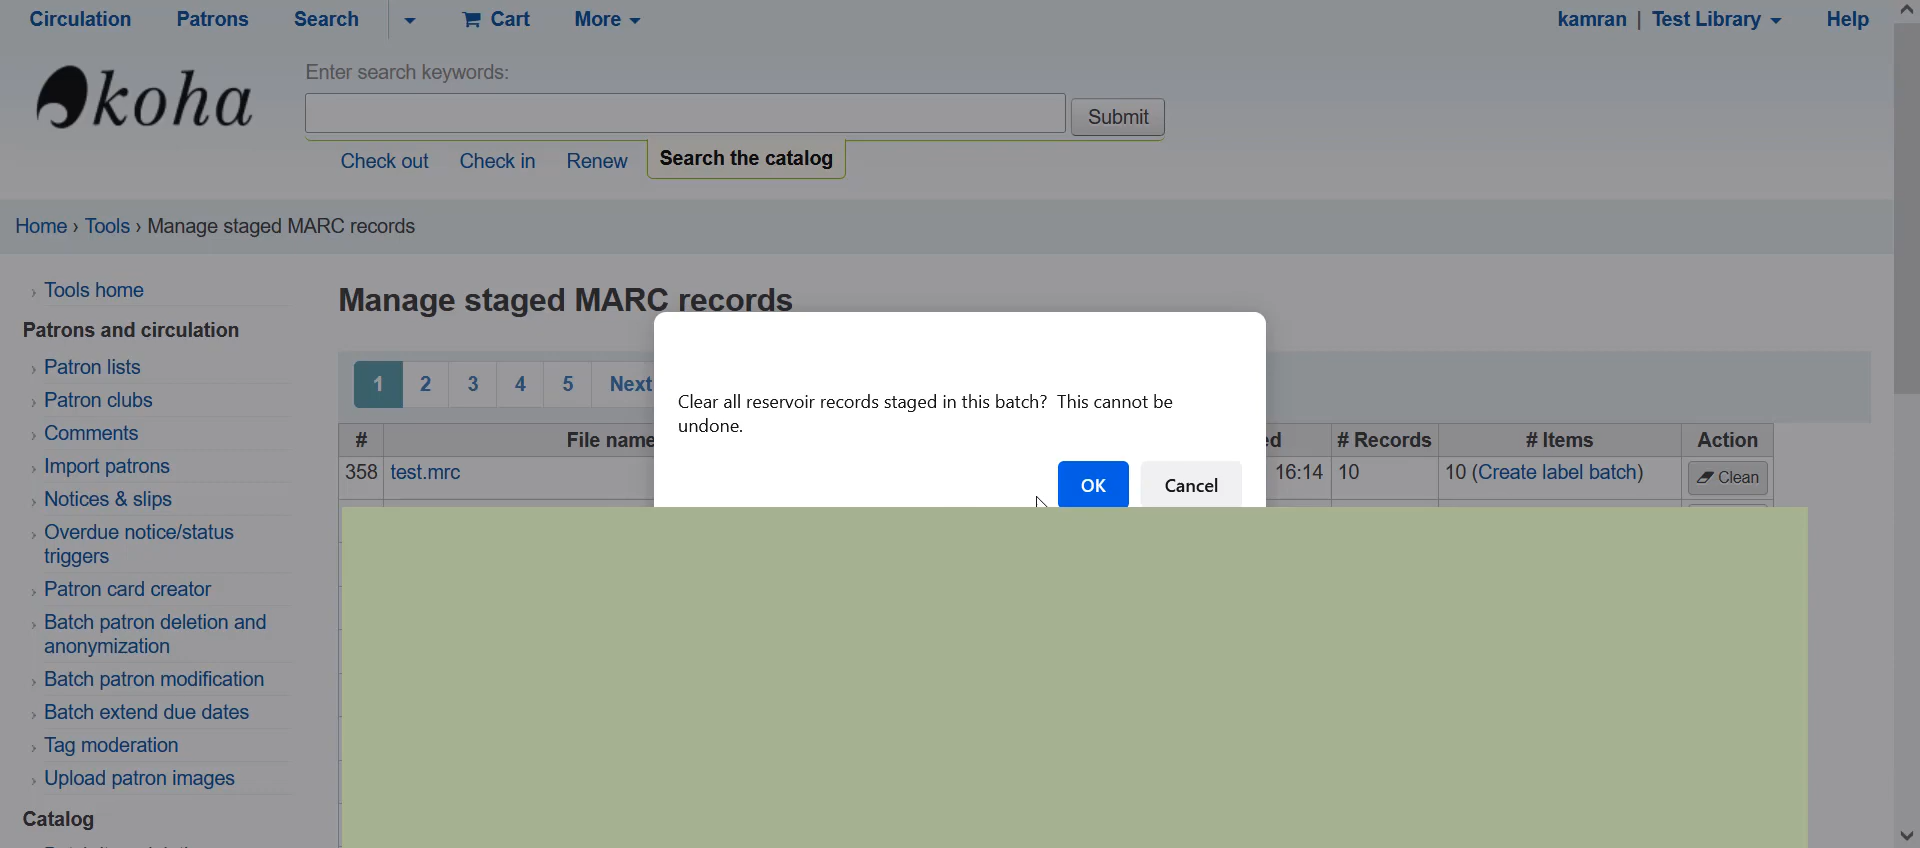 Circulation Patrons Search Cart More kamran | Test Library Help
koha
Enter search keywords:
Submit
Check out Check in Renew Search the catalog
Home › Tools › Manage staged MARC records
› Tools home
Patrons and circulation
› Patron lists
› Patron clubs
› Comments
› Import patrons
› Notices & slips
› Overdue notice/status
triggers
› Patron card creator
› Batch patron deletion and
anonymization
› Batch patron modification
› Batch extend due dates
› Tag moderation
› Upload patron images
Catalog
Manage staged MARC records
1 2 3 4 5 Next
# File name # Records # Items Action
358 test.mrc 16:14 10 10 (Create label batch) Clean
Clear all reservoir records staged in this batch? This cannot be
undone.
OK Cancel